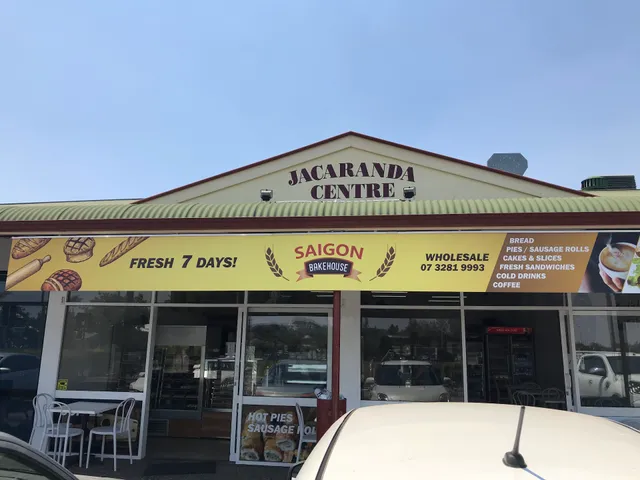 JACARANDA
CENTRE
FRESH 7 DAYS!
SAIGON
BAKEHOUSE
WHOLESALE
07 3281 9993
BREAD
PIES / SAUSAGE ROLLS
CAKES & SLICES
FRESH SANDWICHES
COLD DRINKS
COFFEE
HOT PIES
SAUSAGE